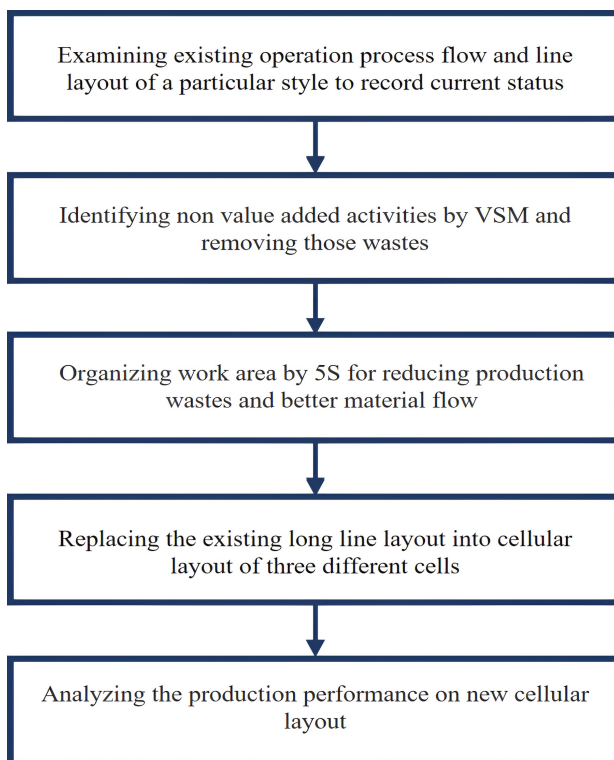 Examining existing operation process flow and line
layout of a particular style to record current status
Identifying non value added activities by VSM and
removing those wastes
Organizing work area by 5S for reducing production
wastes and better material flow
Replacing the existing long line layout into cellular
layout of three different cells
Analyzing the production performance on new cellular
layout